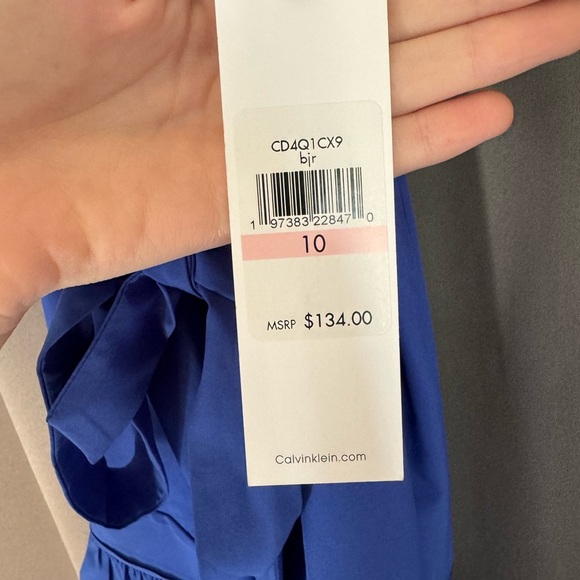 CD4Q1CX9
bjr
1 97383 22847 0
10
MSRP $134.00
Calvinklein.com